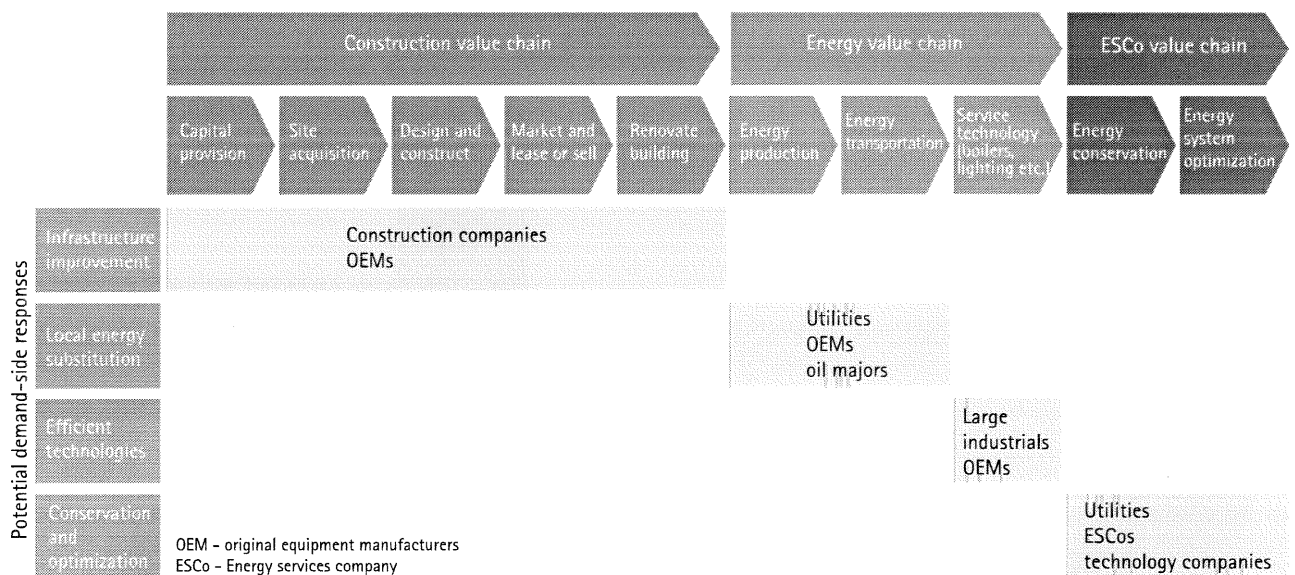 Construction value chain
Energy value chain
ESCo value chain
Capital
provision
Site
acquisition
Design and
construct
Market and
lease or sell
Renovate
building
Energy
production
Energy
transportation
Service
technology
(boilers,
lighting etc.)
Energy
conservation
Energy
system
optimization
Potential demand-side responses
Infrastructure
improvement
Construction companies
OEMs
Local energy
substitution
Utilities
OEMs
oil majors
Efficient
technologies
Large
industrials
OEMs
Conservation
and
optimization
Utilities
ESCos
technology companies
OEM - original equipment manufacturers
ESCo - Energy services company